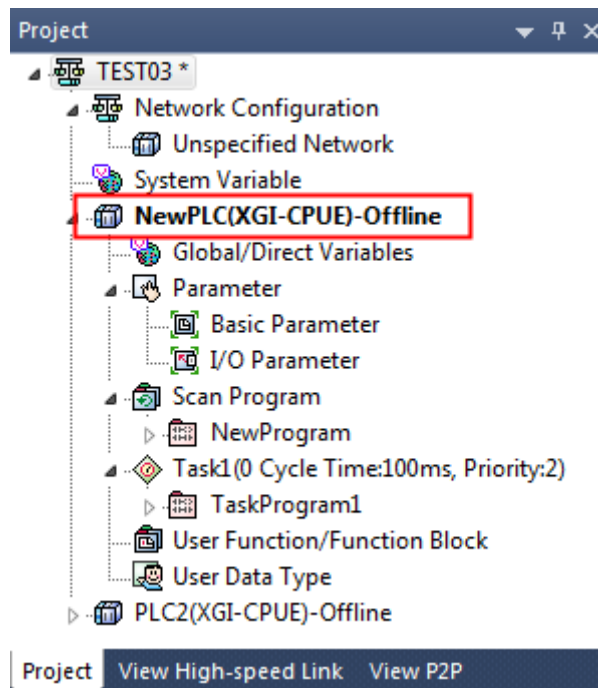 Project
TEST03 *
Network Configuration
Unspecified Network
System Variable
NewPLC(XGI-CPUE)-Offline
Global/Direct Variables
Parameter
Basic Parameter
I/O Parameter
Scan Program
NewProgram
Task1(0 Cycle Time:100ms, Priority:2)
TaskProgram1
User Function/Function Block
User Data Type
PLC2(XGI-CPUE)-Offline
Project View High-speed Link View P2P